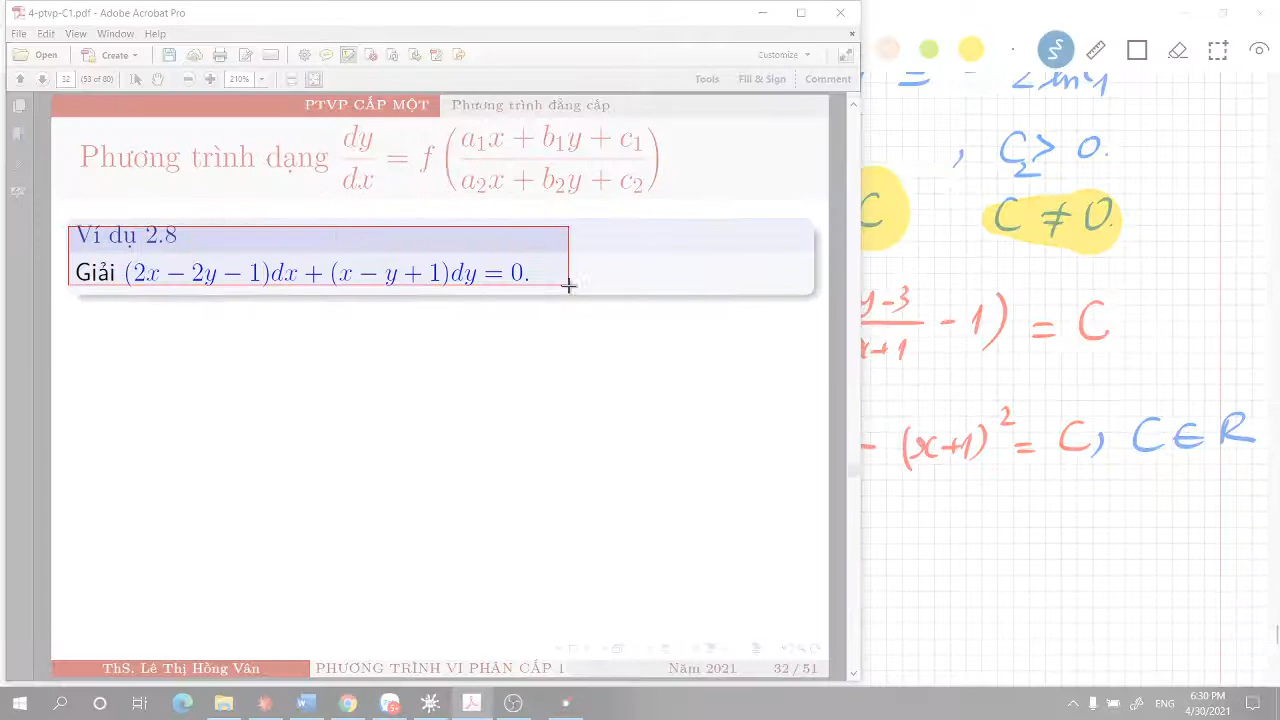 4-ptvp-C1.pdf - Adobe Acrobat Pro
File Edit View Window Help
Open Create Customize
32 (53 of 80) 210% Tools Fill & Sign Comment
PTVP CẤP MỘT Phương trình đẳng cấp
Phương trình dạng dy/dx = f((a₁x + b₁y + c₁)/(a₂x + b₂y + c₂))
Ví dụ 2.8
Giải (2x − 2y − 1)dx + (x − y + 1)dy = 0.
ThS. Lê Thị Hồng Vân PHƯƠNG TRÌNH VI PHÂN CẤP 1 Năm 2021 32 / 51
, C₂ > 0.
C C ≠ 0.
(y−3)/(x+1) − 1) = C
− (x+1)² = C, C ∈ R
ENG 6:30 PM
4/30/2021